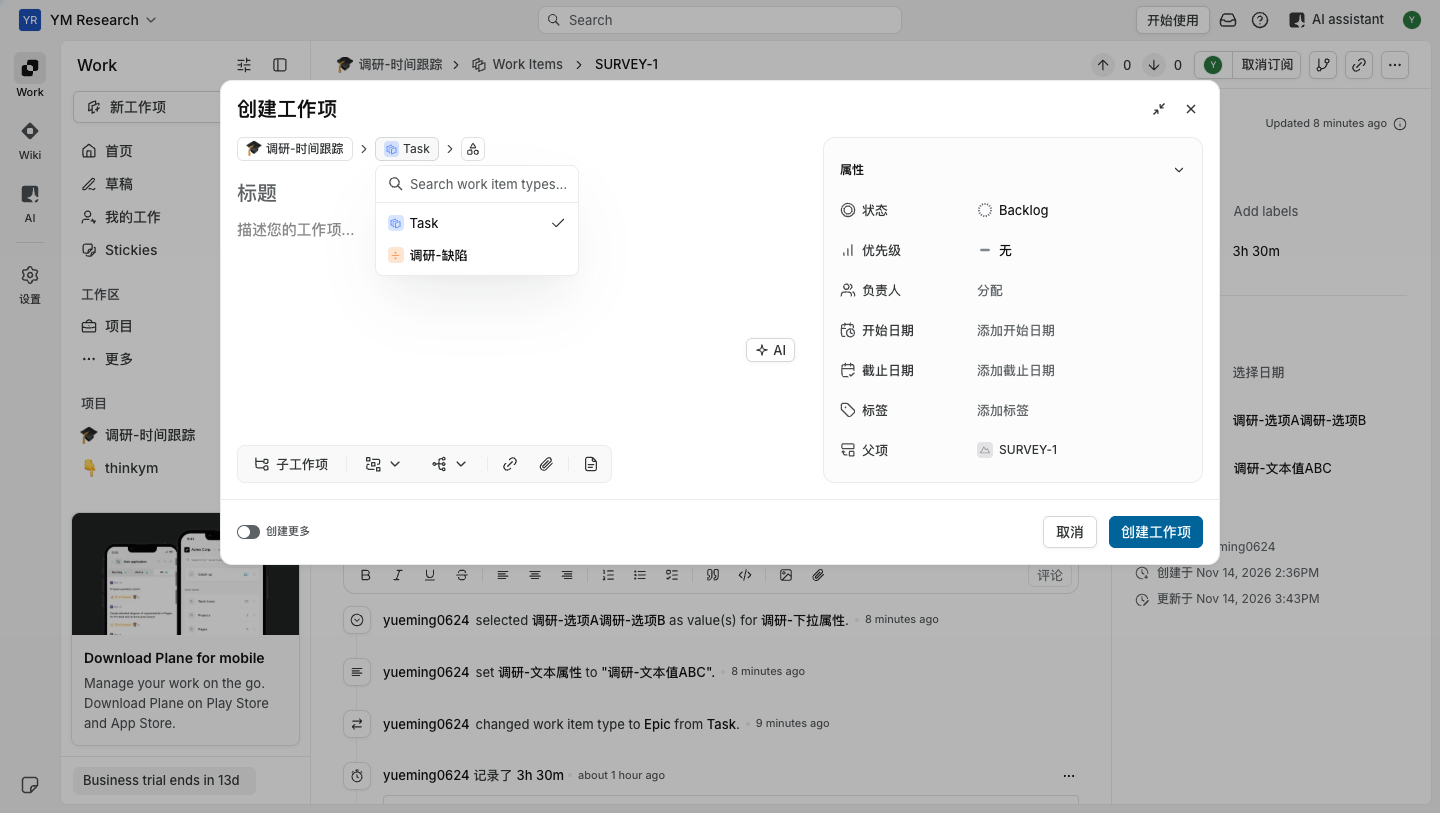 YR YM Research
Search
开始使用
AI assistant
Y
Work
Wiki
AI
设置
Work
新工作项
首页
草稿
我的工作
Stickies
工作区
项目
更多
项目
调研-时间跟踪
thinkym
Download Plane for mobile
Manage your work on the go.
Download Plane on Play Store
and App Store.
Business trial ends in 13d
调研-时间跟踪 Work Items SURVEY-1
0 0 Y 取消订阅
Updated 8 minutes ago
Add labels
3h 30m
选择日期
调研-选项A调研-选项B
调研-文本值ABC
ming0624
创建于 Nov 14, 2026 2:36PM
更新于 Nov 14, 2026 3:43PM
创建工作项
调研-时间跟踪 Task
标题
描述您的工作项...
Search work item types...
Task
调研-缺陷
AI
子工作项
属性
状态 Backlog
优先级 无
负责人 分配
开始日期 添加开始日期
截止日期 添加截止日期
标签 添加标签
父项 SURVEY-1
创建更多
取消 创建工作项
B I U S
评论
yueming0624 selected 调研-选项A调研-选项B as value(s) for 调研-下拉属性. 8 minutes ago
yueming0624 set 调研-文本属性 to "调研-文本值ABC". 8 minutes ago
yueming0624 changed work item type to Epic from Task. 9 minutes ago
yueming0624 记录了 3h 30m about 1 hour ago